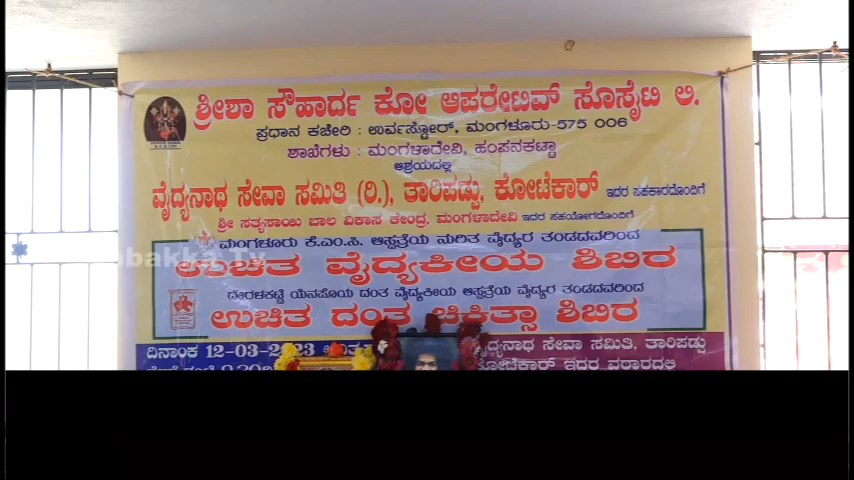 ಶ್ರೀಶಾ ಸೌಹಾರ್ದ ಕೋ ಆಪರೇಟಿವ್ ಸೊಸೈಟಿ ಲಿ.
ಪ್ರಧಾನ ಕಚೇರಿ : ಉರ್ವಸ್ಟೋರ್, ಮಂಗಳೂರು-575 006
ಶಾಖೆಗಳು : ಮಂಗಳಾದೇವಿ, ಹಂಪನಕಟ್ಟಾ
ಆಶ್ರಯದಲ್ಲಿ
ವೈದ್ಯನಾಥ ಸೇವಾ ಸಮಿತಿ (ರಿ.), ತಾರಿಪಡ್ಪು, ಕೋಟೆಕಾರ್ ಇದರ ಸಹಕಾರದೊಂದಿಗೆ
ಶ್ರೀ ಸತ್ಯಸಾಯಿ ಬಾಲ ವಿಕಾಸ ಕೇಂದ್ರ, ಮಂಗಳಾದೇವಿ ಇದರ ಸಹಯೋಗದೊಂದಿಗೆ
ಮಂಗಳೂರು ಕೆ.ಎಂ.ಸಿ. ಆಸ್ಪತ್ರೆಯ ನುರಿತ ವೈದ್ಯರ ತಂಡದವರಿಂದ
ಉಚಿತ ವೈದ್ಯಕೀಯ ಶಿಬಿರ
ದೇರಳಕಟ್ಟೆ ಯೆನೆಪೊಯ ದಂತ ವೈದ್ಯಕೀಯ ಆಸ್ಪತ್ರೆಯ ವೈದ್ಯರ ತಂಡದವರಿಂದ
ಉಚಿತ ದಂತ ಚಿಕಿತ್ಸಾ ಶಿಬಿರ
ದಿನಾಂಕ 12-03-2023
ವೈದ್ಯನಾಥ ಸೇವಾ ಸಮಿತಿ, ತಾರಿಪಡ್ಪು
ಕೋಟೆಕಾರ್ ಇದರ ವಠಾರದಲ್ಲಿ